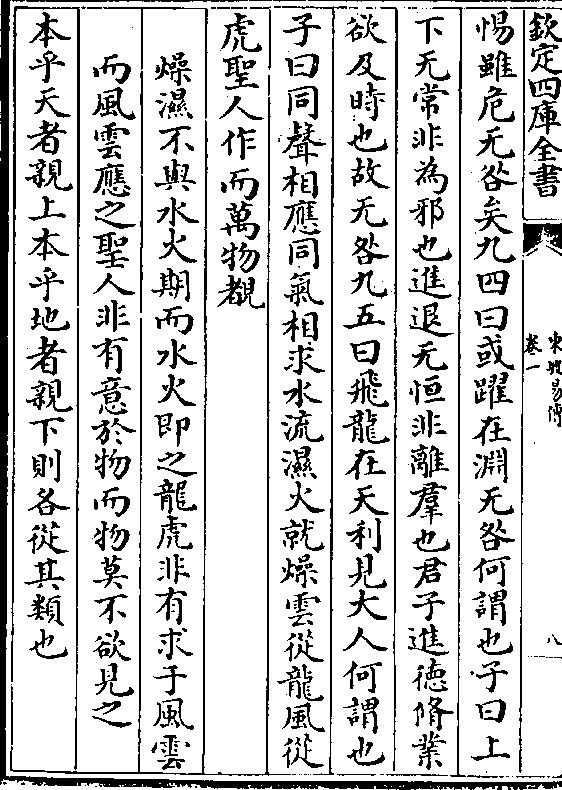 欽定四庫全書
東坡易傳
卷一
八
惕雖危无咎矣九四曰或躍在淵无咎何謂也子曰上
下无常非為邪也進退无恒非離羣也君子進德脩業
欲及時也故无咎九五曰飛龍在天利見大人何謂也
子曰同聲相應同氣相求水流濕火就燥雲從龍風從
虎聖人作而萬物覩
燥濕不與水火期而水火即之龍虎非有求于風雲
而風雲應之聖人非有意於物而物莫不欲見之
本乎天者親上本乎地者親下則各從其類也